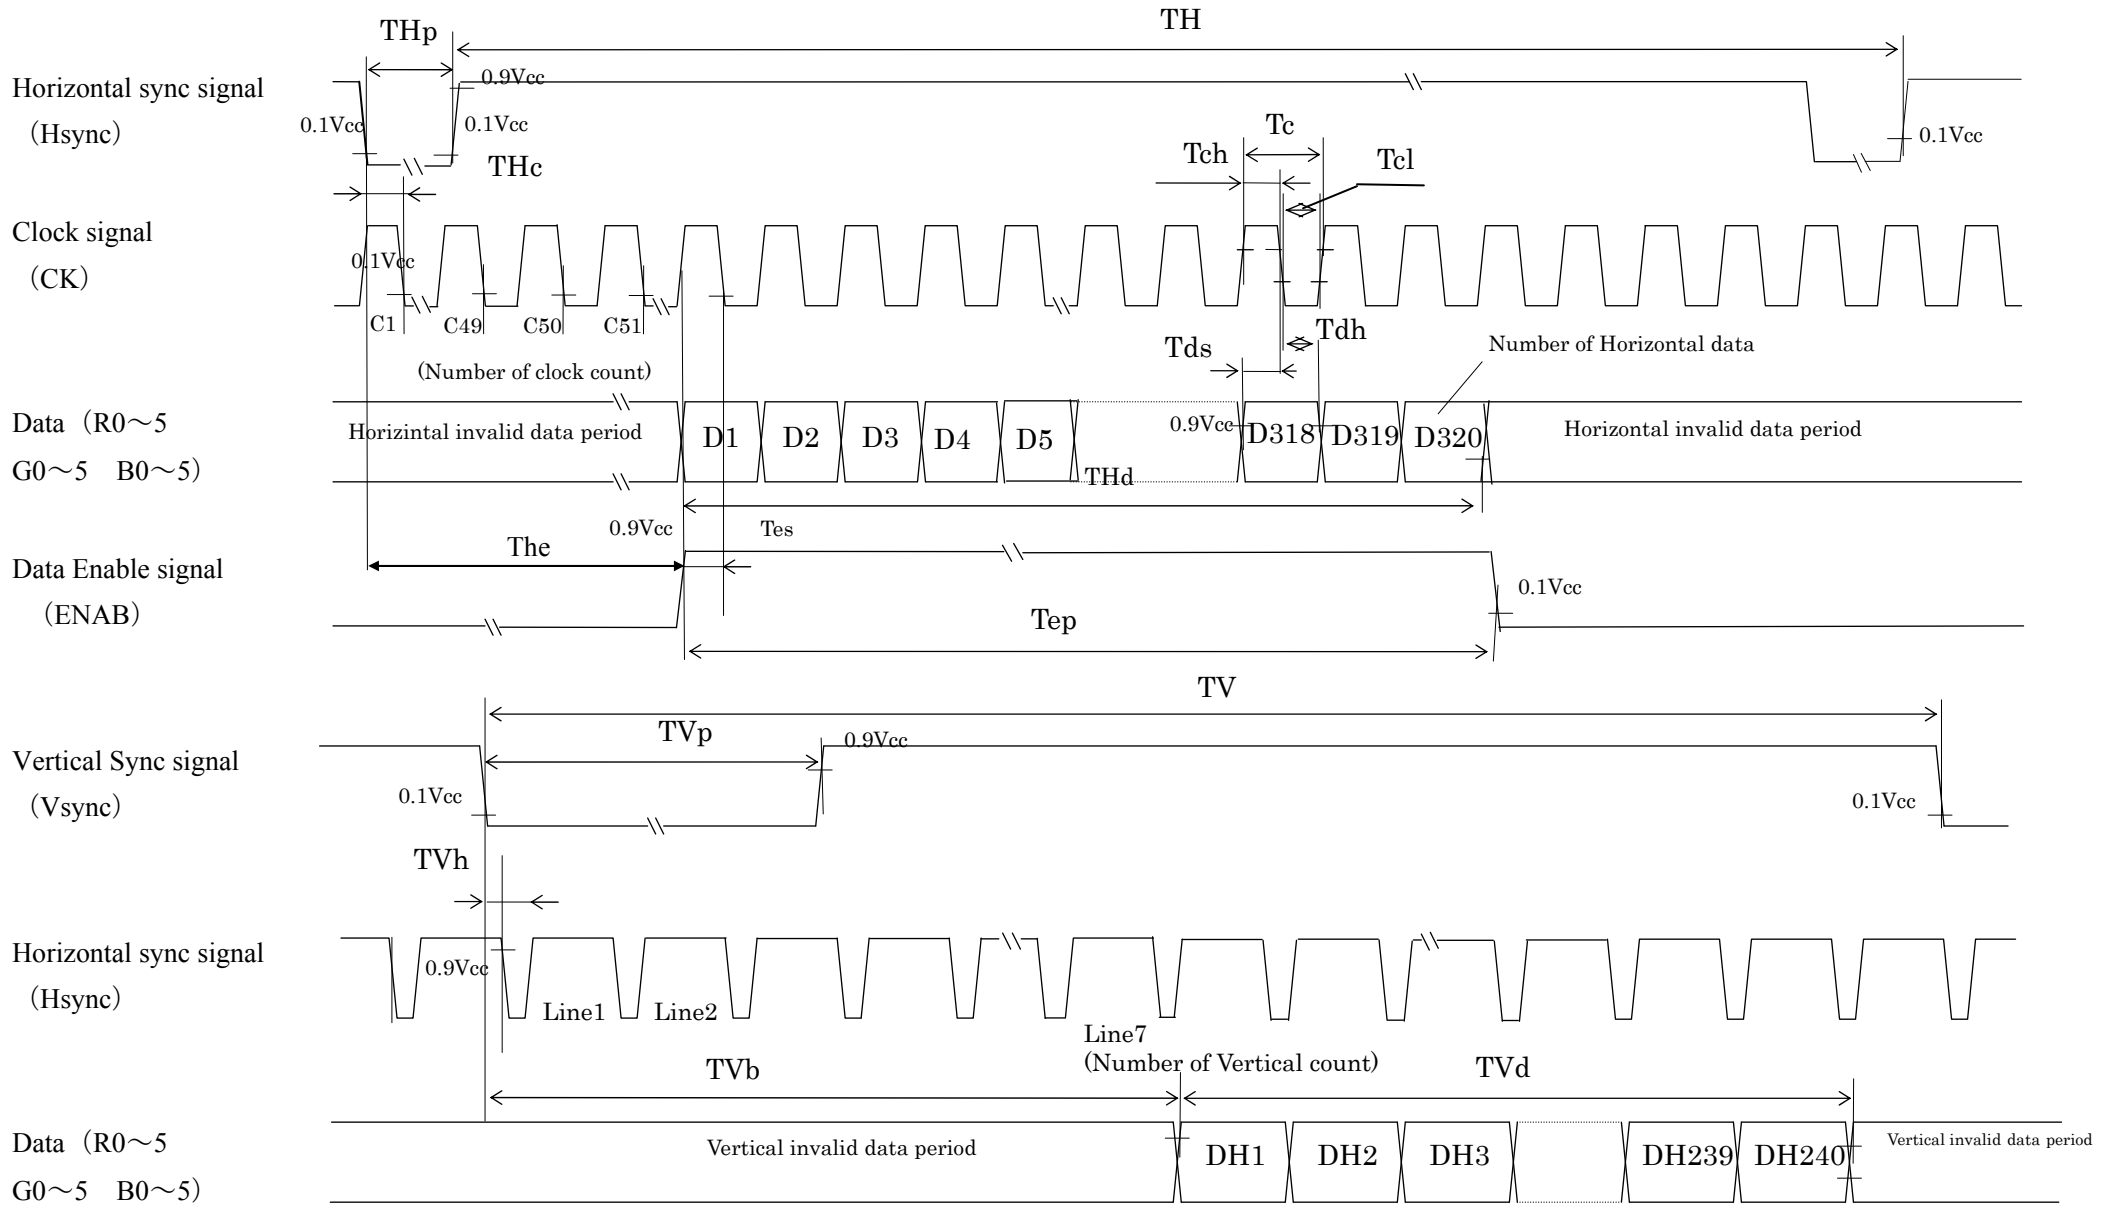 TH
THp
Horizontal sync signal
（Hsync）
0.9Vcc
0.1Vcc
0.1Vcc
0.1Vcc
THc
Tc
Tch
Tcl
Clock signal
（CK）
0.1Vcc
C1
C49
C50
C51
(Number of clock count)
Tds
Tdh
Number of Horizontal data
Data（R0～5
G0～5　B0～5）
Horizintal invalid data period
D1
D2
D3
D4
D5
0.9Vcc
D318
D319
D320
Horizontal invalid data period
THd
0.9Vcc
Tes
The
Data Enable signal
（ENAB）
0.1Vcc
Tep
TV
TVp
Vertical Sync signal
（Vsync）
0.9Vcc
0.1Vcc
0.1Vcc
TVh
Horizontal sync signal
（Hsync）
0.9Vcc
Line1
Line2
Line7
(Number of Vertical count)
TVb
TVd
Data（R0～5
G0～5　B0～5）
Vertical invalid data period
DH1
DH2
DH3
DH239
DH240
Vertical invalid data period